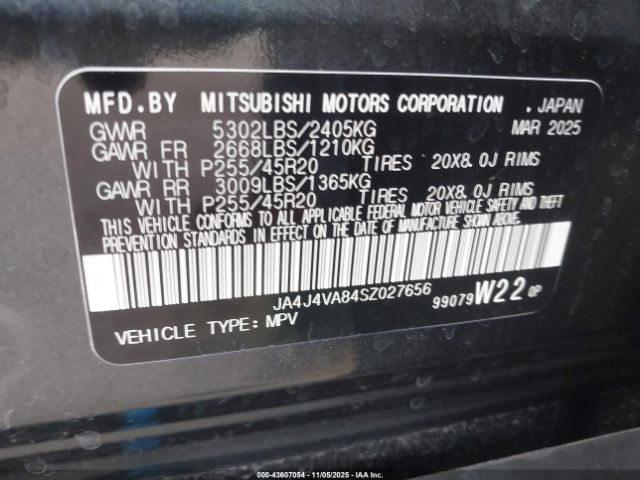 MFD.BY MITSUBISHI MOTORS CORPORATION .JAPAN
GVWR 5302LBS/2405KG MAR 2025
GAWR FR 2668LBS/1210KG
WITH P255/45R20 TIRES 20X8.0J RIMS
GAWR RR 3009LBS/1365KG
WITH P255/45R20 TIRES 20X8.0J RIMS
THIS VEHICLE CONFORMS TO ALL APPLICABLE FEDERAL MOTOR VEHICLE SAFETY AND THEFT
PREVENTION STANDARDS IN EFFECT ON THE DATE OF MANUFACTURE SHOWN ABOVE.
JA4J4VA84SZ027656
99079 W22 0P
VEHICLE TYPE: MPV
000-43607054 - 11/05/2025 - IAA Inc.